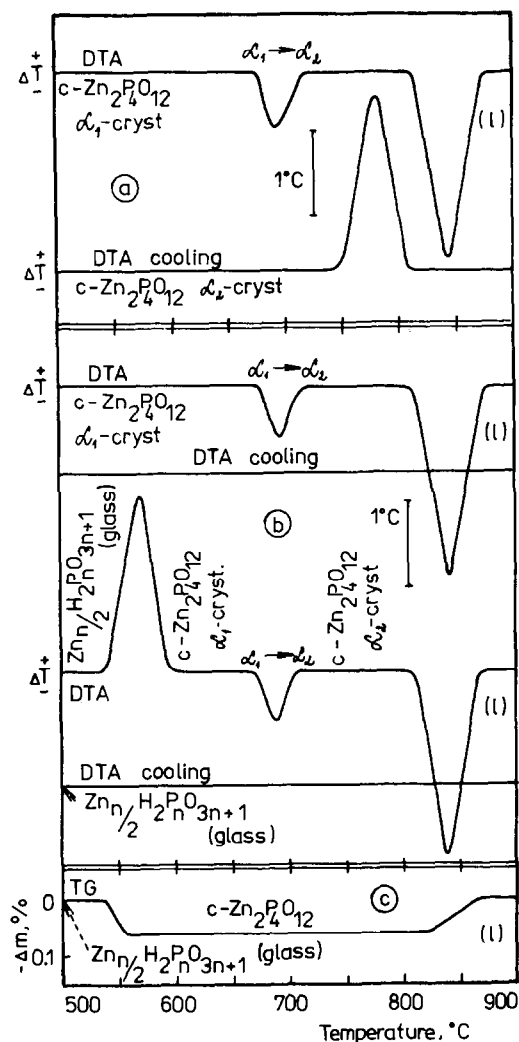 +
ΔT
−
DTA
α₁→α₂
c-Zn₂P₄O₁₂
α₁-cryst
(l)
ⓐ
1°C
+
ΔT
−
DTA cooling
c-Zn₂P₄O₁₂ α₂-cryst
+
ΔT
−
DTA
α₁→α₂
c-Zn₂P₄O₁₂
α₁-cryst
(l)
DTA cooling
ⓑ
1°C
Znn/2H₂PnO3n+1
(glass)
c-Zn₂P₄O₁₂
α₁-cryst.
c-Zn₂P₄O₁₂
α₂-cryst
α₁→α₂
+
ΔT
−
DTA
(l)
DTA cooling
Znn/2H₂PnO3n+1
(glass)
TG
ⓒ
0
c-Zn₂P₄O₁₂
-Δm,%
(l)
0.1
Znn/2H₂PnO3n+1 (glass)
500 600 700 800 900
Temperature, °C